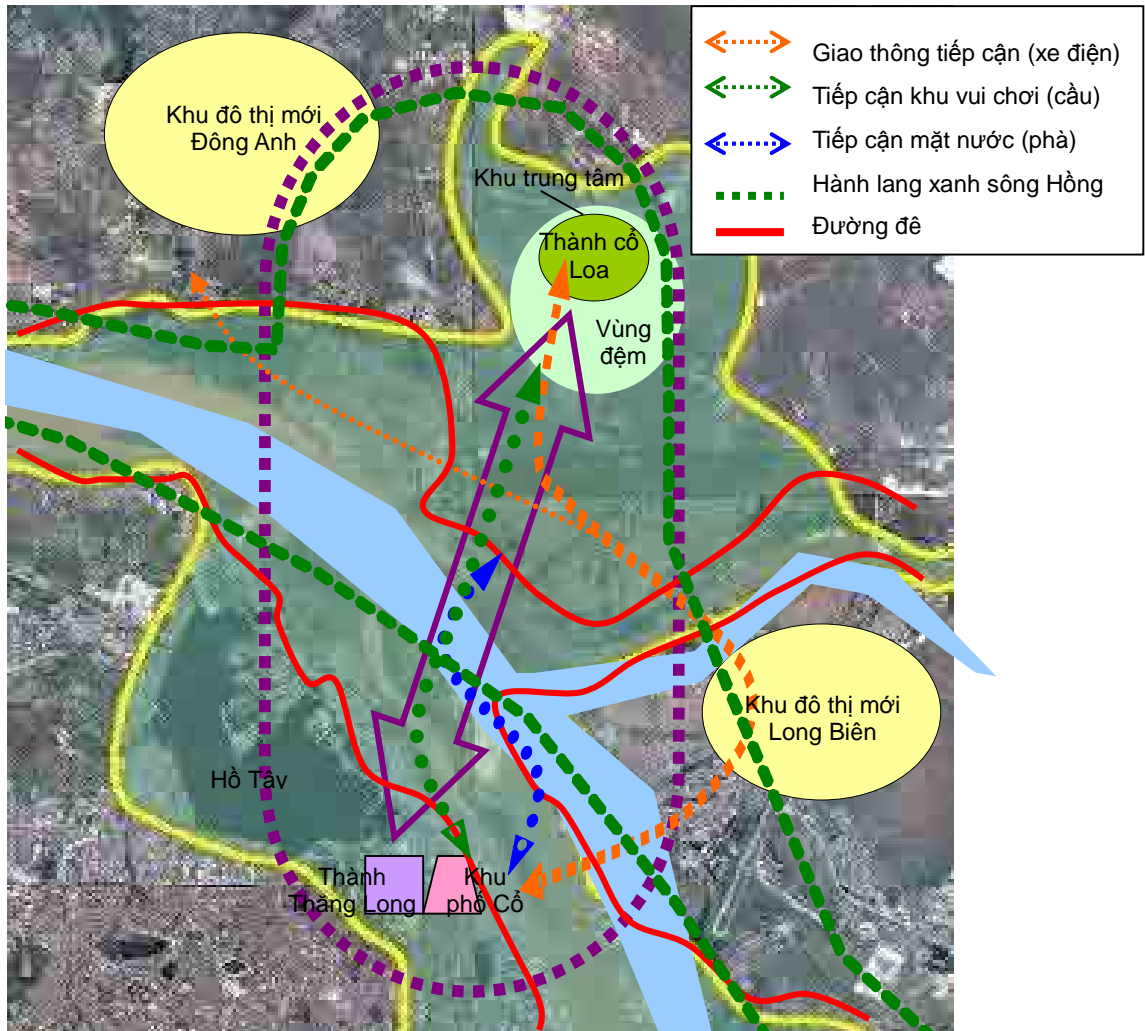 Giao thông tiếp cận (xe điện)
Tiếp cận khu vui chơi (cầu)
Tiếp cận mặt nước (phà)
Hành lang xanh sông Hồng
Đường đê
Khu đô thị mới
Đông Anh
Khu trung tâm
Thành cổ
Loa
Vùng
đệm
Khu đô thị mới
Long Biên
Hồ Tây
Thành
Thăng Long
Khu
phố Cổ